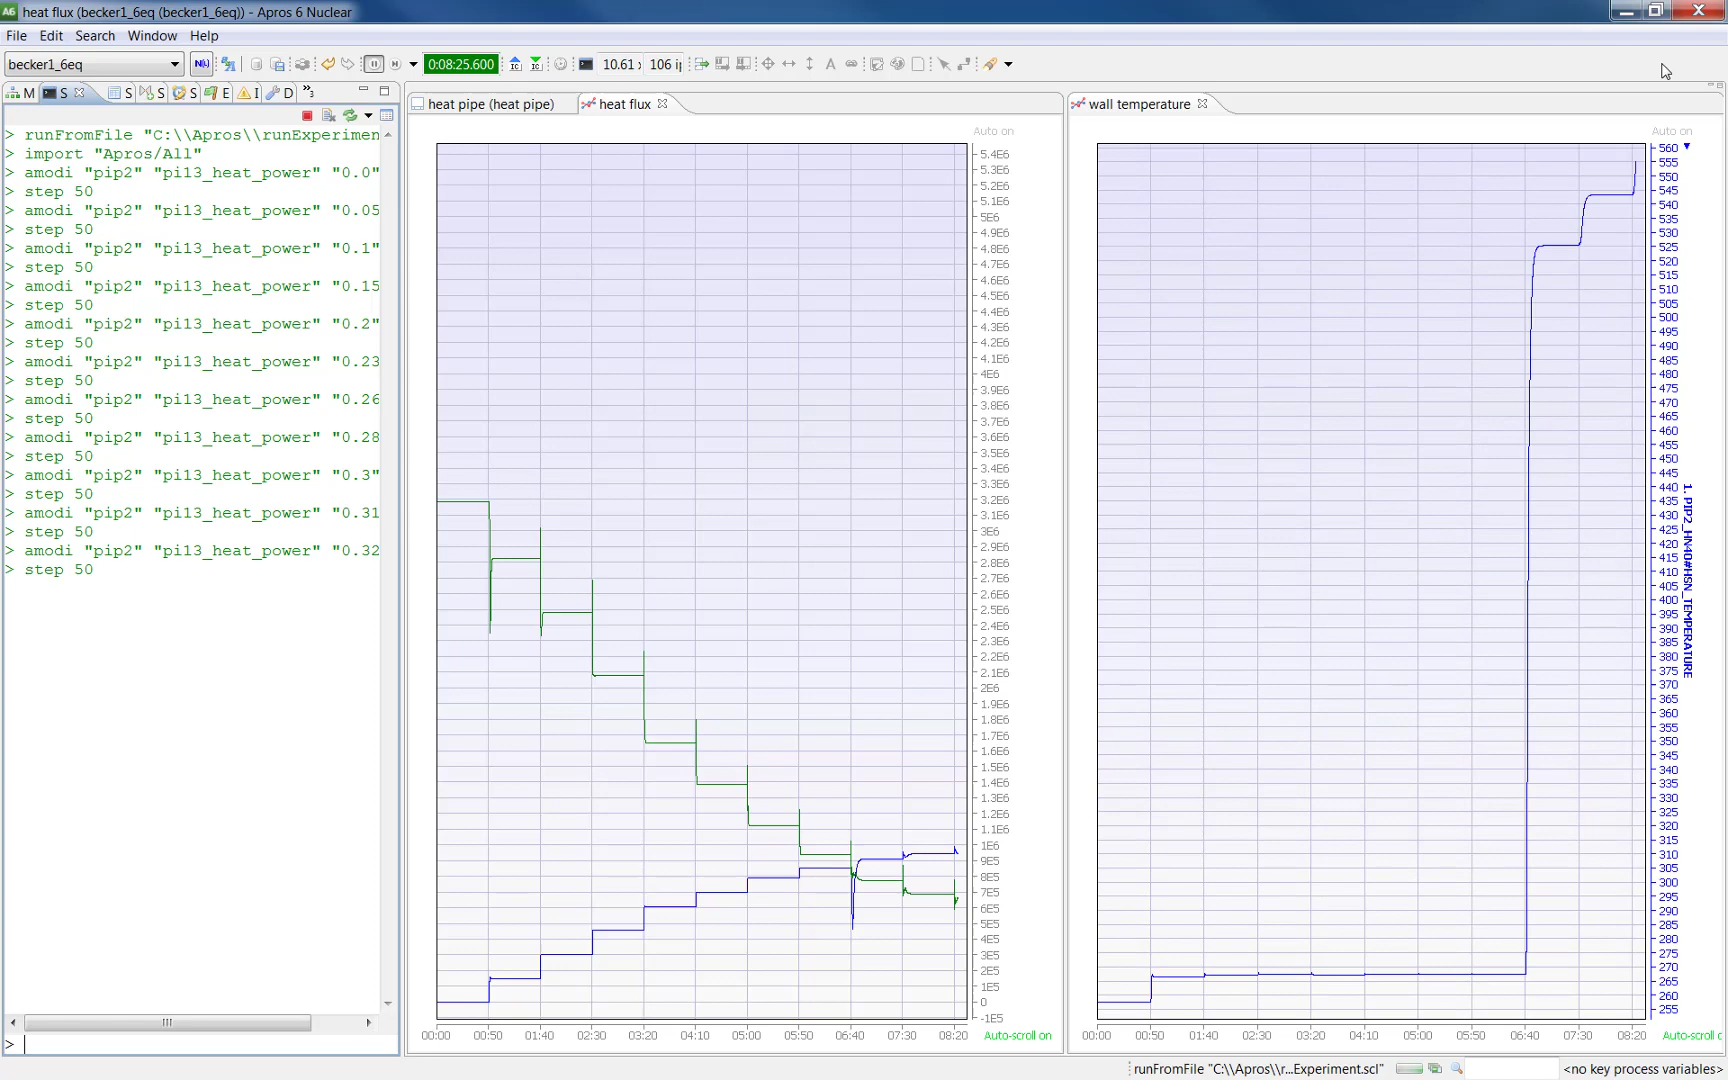 heat flux (becker1_6eq (becker1_6eq)) - Apros 6 Nuclear
File Edit Search Window Help
becker1_6eq
0:08:25.600
10.61
106
M
S
S
S
S
E
I
D
heat pipe (heat pipe)
heat flux
wall temperature
> runFromFile "C:\\Apros\\runExperimen
> import "Apros/All"
> amodi "pip2" "pi13_heat_power" "0.0"
> step 50
> amodi "pip2" "pi13_heat_power" "0.05
> step 50
> amodi "pip2" "pi13_heat_power" "0.1"
> step 50
> amodi "pip2" "pi13_heat_power" "0.15
> step 50
> amodi "pip2" "pi13_heat_power" "0.2"
> step 50
> amodi "pip2" "pi13_heat_power" "0.23
> step 50
> amodi "pip2" "pi13_heat_power" "0.26
> step 50
> amodi "pip2" "pi13_heat_power" "0.28
> step 50
> amodi "pip2" "pi13_heat_power" "0.3"
> step 50
> amodi "pip2" "pi13_heat_power" "0.31
> step 50
> amodi "pip2" "pi13_heat_power" "0.32
> step 50
>
Auto on
5.4E6
5.3E6
5.2E6
5.1E6
5E6
4.9E6
4.8E6
4.7E6
4.6E6
4.5E6
4.4E6
4.3E6
4.2E6
4.1E6
4E6
3.9E6
3.8E6
3.7E6
3.6E6
3.5E6
3.4E6
3.3E6
3.2E6
3.1E6
3E6
2.9E6
2.8E6
2.7E6
2.6E6
2.5E6
2.4E6
2.3E6
2.2E6
2.1E6
2E6
1.9E6
1.8E6
1.7E6
1.6E6
1.5E6
1.4E6
1.3E6
1.2E6
1.1E6
1E6
9E5
8E5
7E5
6E5
5E5
4E5
3E5
2E5
1E5
0
-1E5
00:00 00:50 01:40 02:30 03:20 04:10 05:00 05:50 06:40 07:30 08:20 Auto-scroll on
Auto on
560
555
550
545
540
535
530
525
520
515
510
505
500
495
490
485
480
475
470
465
460
455
450
445
440
435
430
425
420
415
410
405
400
395
390
385
380
375
370
365
360
355
350
345
340
335
330
325
320
315
310
305
300
295
290
285
280
275
270
265
260
255
1. PIP2_HN40#HSN_TEMPERATURE
00:00 00:50 01:40 02:30 03:20 04:10 05:00 05:50 06:40 07:30 08:20 Auto-scroll
runFromFile "C:\\Apros\\r...Experiment.scl"
<no key process variables>